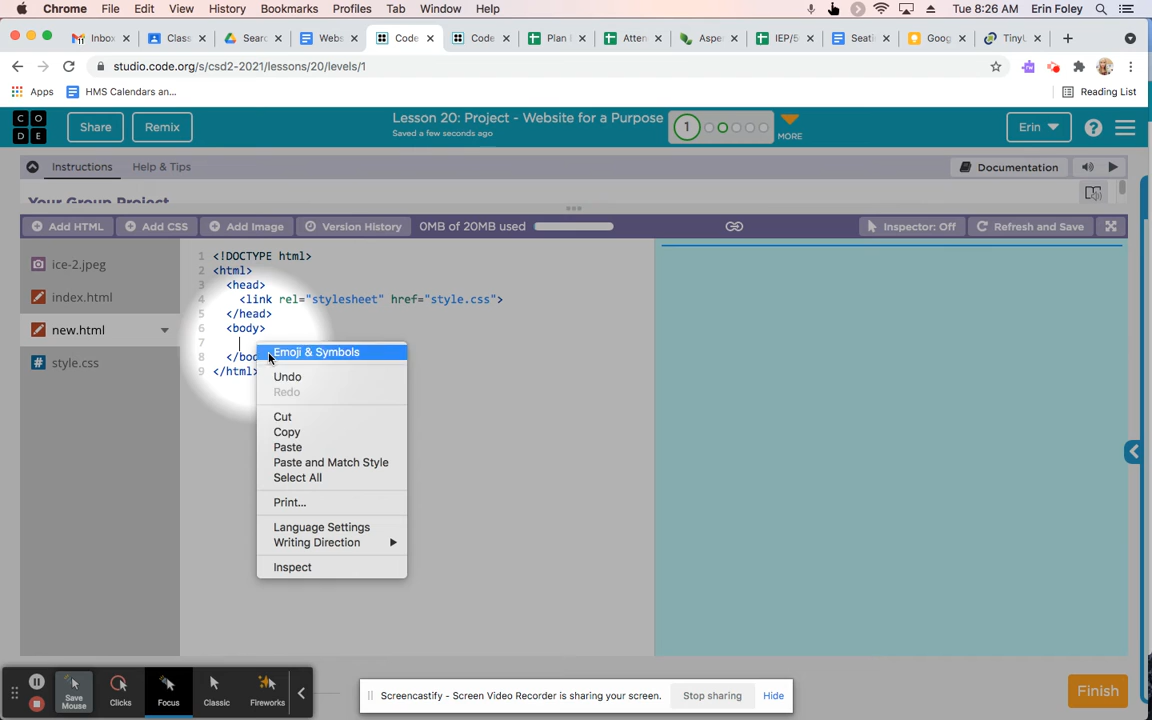 Chrome File Edit View History Bookmarks Profiles Tab Window Help Tue 8:26 AM Erin Foley
Inbox Class Searc Webs Code Code Plan Atten Aspe IEP/5 Seati Goog TinyU
studio.code.org/s/csd2-2021/lessons/20/levels/1
Apps HMS Calendars an... Reading List
C O D E Share Remix Lesson 20: Project - Website for a Purpose 1 MORE Erin
Saved a few seconds ago
Instructions Help & Tips Documentation
Your Group Project
Add HTML Add CSS Add Image Version History 0MB of 20MB used Inspector: Off Refresh and Save
ice-2.jpeg
index.html
new.html
style.css
1 <!DOCTYPE html>
2 <html>
3 <head>
4 <link rel="stylesheet" href="style.css">
5 </head>
6 <body>
7
8 </bod
9 </html>
Emoji & Symbols
Undo
Redo
Cut
Copy
Paste
Paste and Match Style
Select All
Print...
Language Settings
Writing Direction
Inspect
Save Mouse Clicks Focus Classic Fireworks
Screencastify - Screen Video Recorder is sharing your screen. Stop sharing Hide
Finish